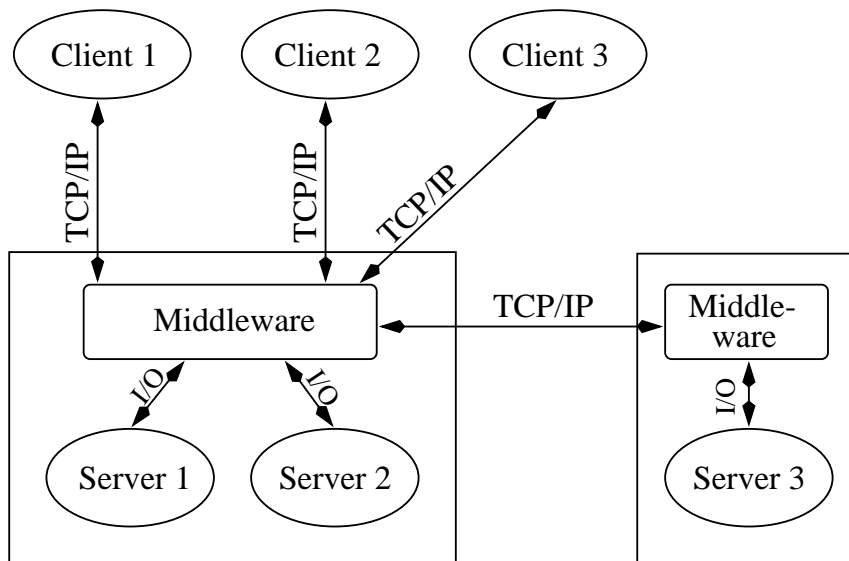 Client 1
Client 2
Client 3
TCP/IP
TCP/IP
TCP/IP
Middleware
TCP/IP
Middle-
ware
I/O
I/O
I/O
Server 1
Server 2
Server 3